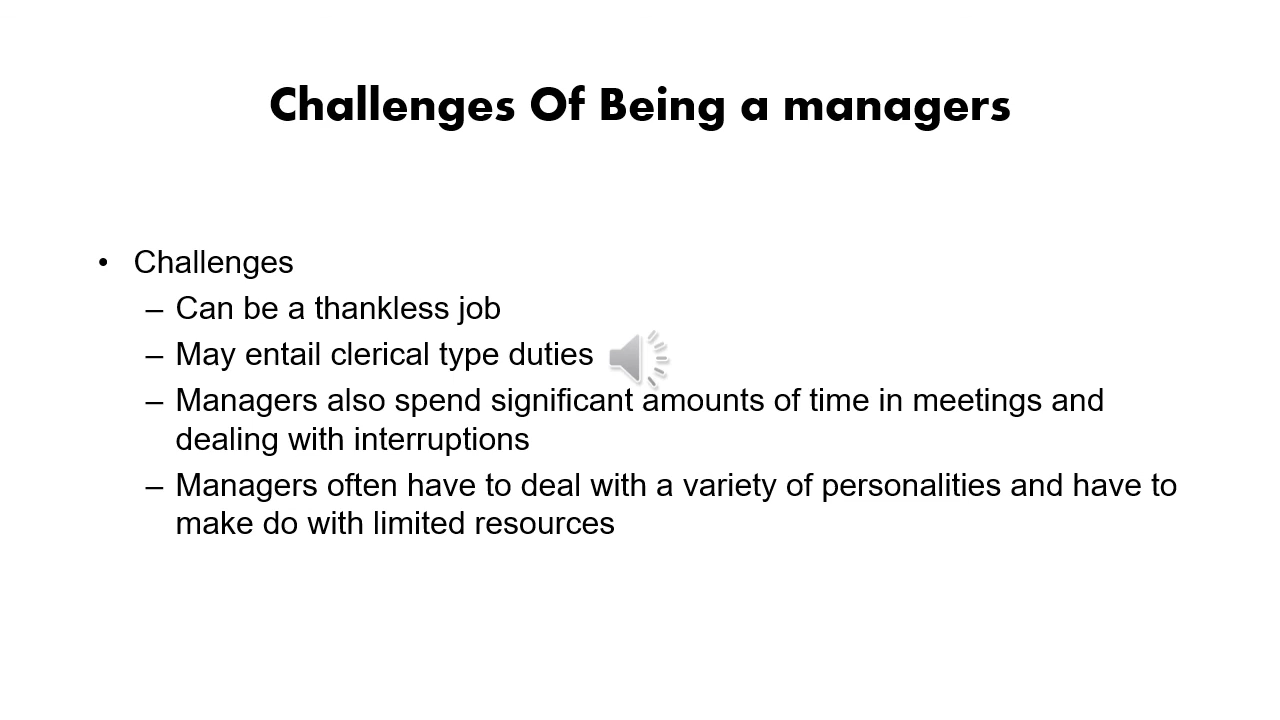 Challenges Of Being a managers
• Challenges
– Can be a thankless job
– May entail clerical type duties
– Managers also spend significant amounts of time in meetings and
dealing with interruptions
– Managers often have to deal with a variety of personalities and have to
make do with limited resources